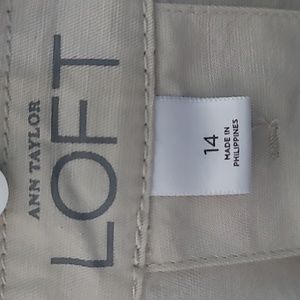 ANN TAYLOR
LOFT
14
MADE IN
PHILIPPINES